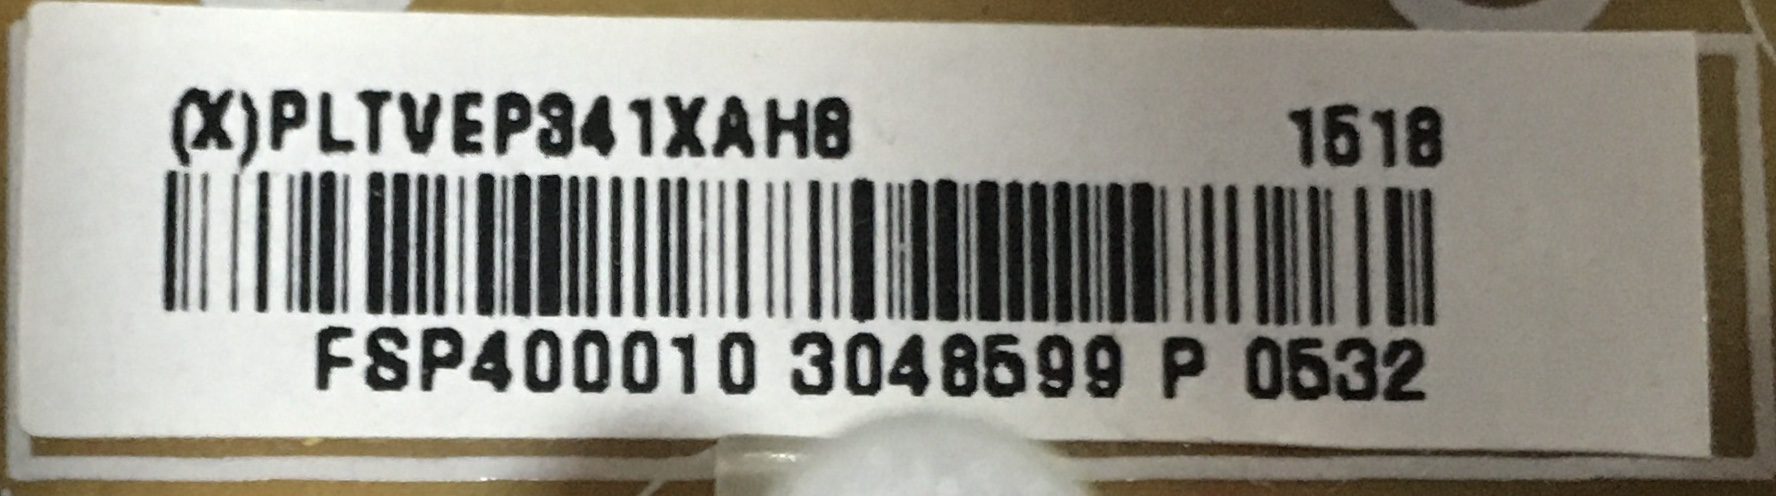 (X)PLTVEP341XAH8 1518
FSP400010 3048599 P 0532